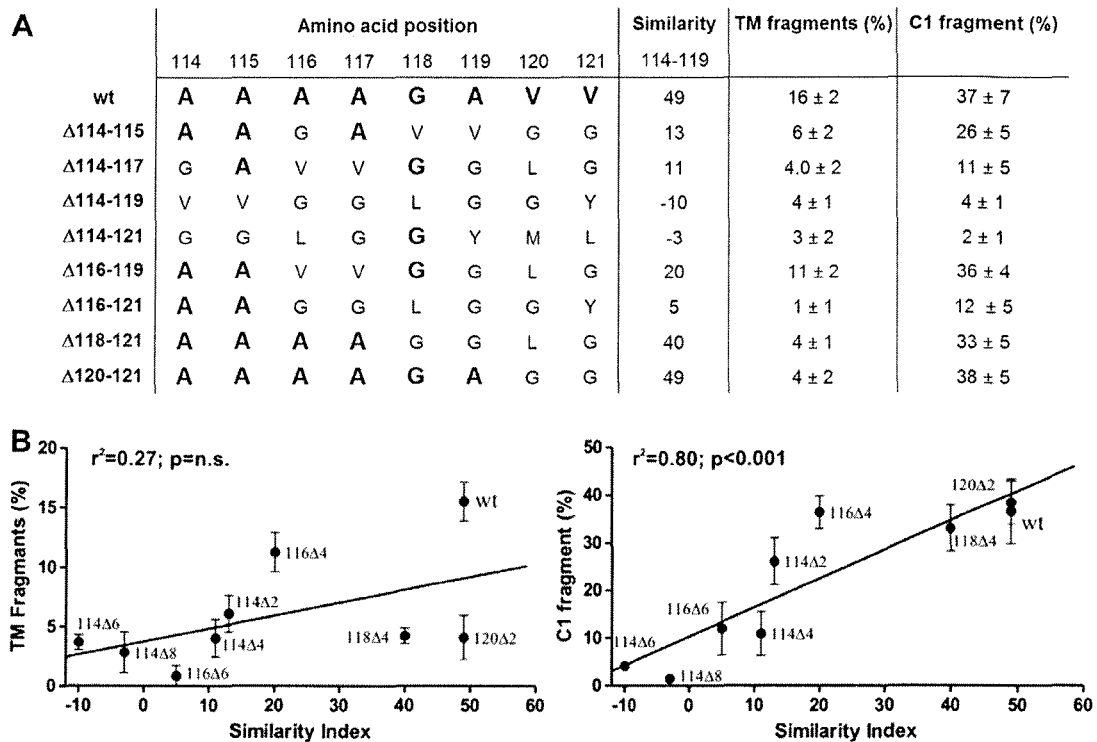 A
Amino acid position Similarity TM fragments (%) C1 fragment (%)
114 115 116 117 118 119 120 121 114-119
wt A A A A G A V V 49 16 ± 2 37 ± 7
Δ114-115 A A G A V V G G 13 6 ± 2 26 ± 5
Δ114-117 G A V V G G L G 11 4.0 ± 2 11 ± 5
Δ114-119 V V G G L G G Y -10 4 ± 1 4 ± 1
Δ114-121 G G L G G Y M L -3 3 ± 2 2 ± 1
Δ116-119 A A V V G G L G 20 11 ± 2 36 ± 4
Δ116-121 A A G G L G G Y 5 1 ± 1 12 ± 5
Δ118-121 A A A A G G L G 40 4 ± 1 33 ± 5
Δ120-121 A A A A G A G G 49 4 ± 2 38 ± 5
B
TM Fragmants (%)
20
15
10
5
0
r²=0.27; p=n.s.
wt
116Δ4
114Δ2
114Δ6
114Δ8
114Δ4
116Δ6
118Δ4
120Δ2
-10 0 10 20 30 40 50 60
Similarity Index
C1 fragment (%)
50
40
30
20
10
0
r²=0.80; p<0.001
120Δ2
wt
116Δ4
118Δ4
114Δ2
116Δ6
114Δ4
114Δ6
114Δ8
-10 0 10 20 30 40 50 60
Similarity Index